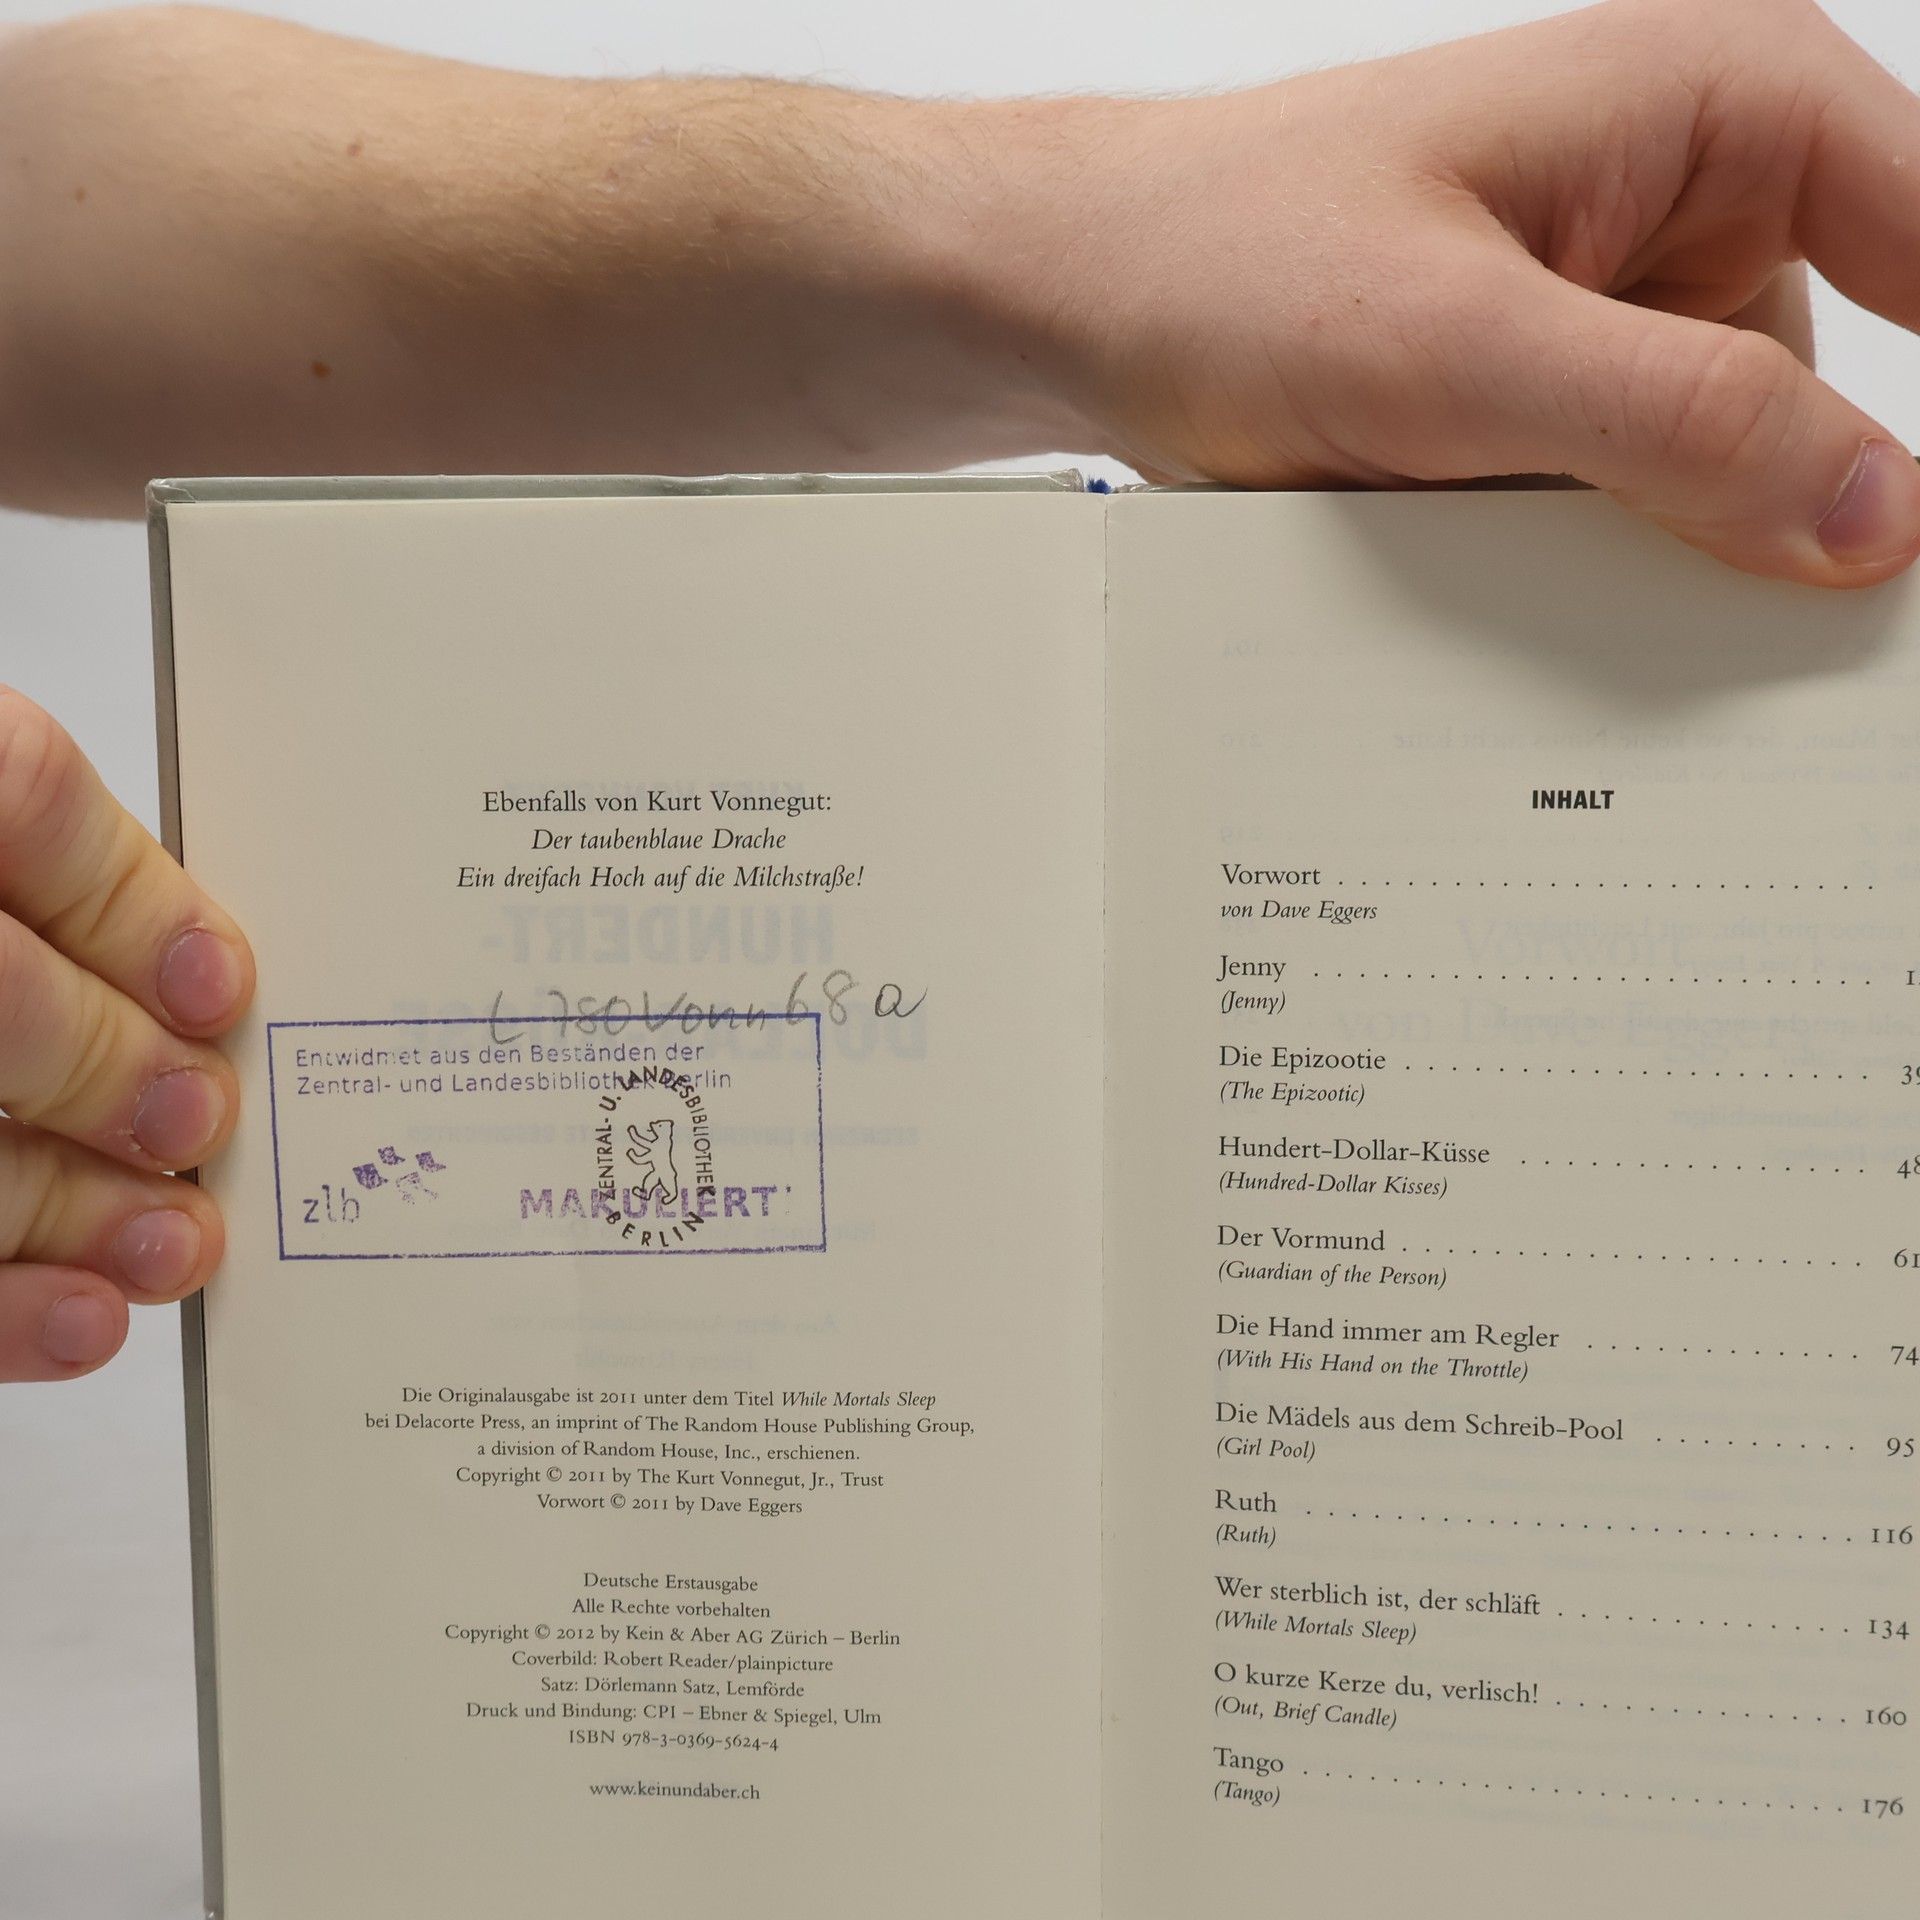 Ebenfalls von Kurt Vonnegut:
Der taubenblaue Drache
Ein dreifach Hoch auf die Milchstraße!
L 780 Vonn 68 a
Entwidmet aus den Beständen der
Zentral- und Landesbibliothek Berlin
ZENTRAL- U. LANDESBIBLIOTHEK
BERLIN
zlb
MAKULIERT
Die Originalausgabe ist 2011 unter dem Titel While Mortals Sleep
bei Delacorte Press, an imprint of The Random House Publishing Group,
a division of Random House, Inc., erschienen.
Copyright © 2011 by The Kurt Vonnegut, Jr., Trust
Vorwort © 2011 by Dave Eggers
Deutsche Erstausgabe
Alle Rechte vorbehalten
Copyright © 2012 by Kein & Aber AG Zürich – Berlin
Coverbild: Robert Reader/plainpicture
Satz: Dörlemann Satz, Lemförde
Druck und Bindung: CPI – Ebner & Spiegel, Ulm
ISBN 978-3-0369-5624-4
www.keinundaber.ch
INHALT
Vorwort . . . . . . . . . . . . . . . . . . . . .
von Dave Eggers
Jenny . . . . . . . . . . . . . . . . . . . . .
(Jenny)
Die Epizootie . . . . . . . . . . . . . . . . . . 39
(The Epizootic)
Hundert-Dollar-Küsse . . . . . . . . . . . . . 48
(Hundred-Dollar Kisses)
Der Vormund . . . . . . . . . . . . . . . . . . 61
(Guardian of the Person)
Die Hand immer am Regler . . . . . . . . . . . 74
(With His Hand on the Throttle)
Die Mädels aus dem Schreib-Pool . . . . . . . . 95
(Girl Pool)
Ruth . . . . . . . . . . . . . . . . . . . . . 116
(Ruth)
Wer sterblich ist, der schläft . . . . . . . . . . . 134
(While Mortals Sleep)
O kurze Kerze du, verlisch! . . . . . . . . . . . 160
(Out, Brief Candle)
Tango . . . . . . . . . . . . . . . . . . . . . 176
(Tango)